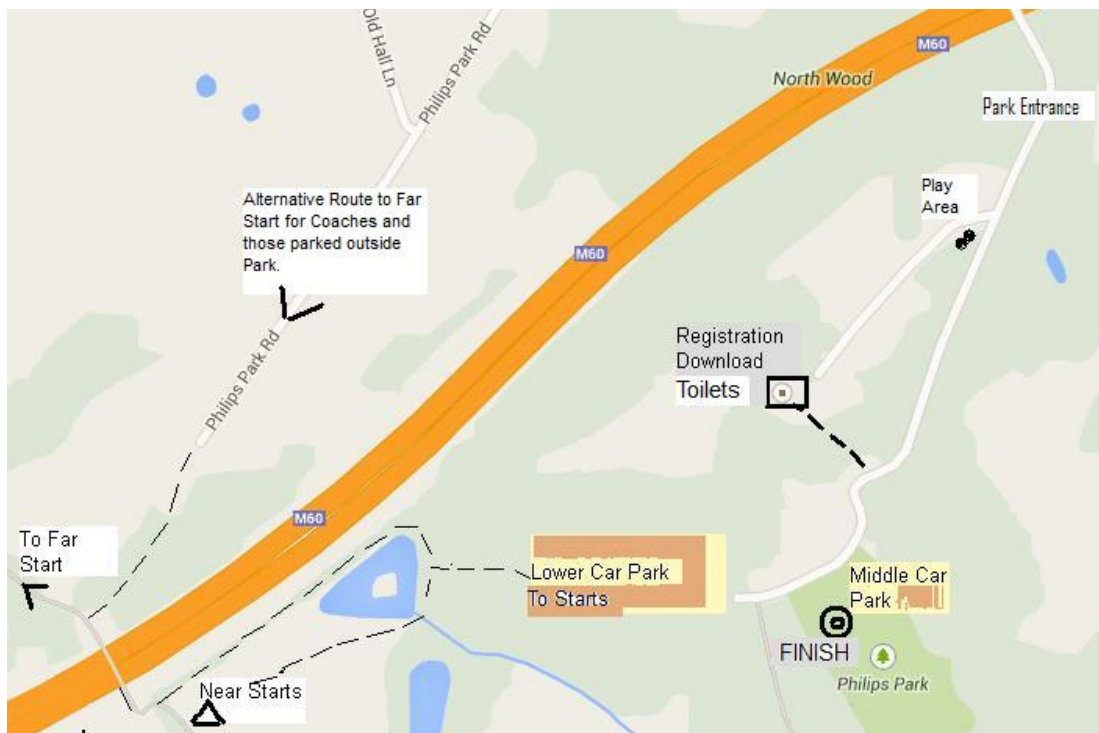 Old Hall Ln
Philips Park Rd
M60
North Wood
Park Entrance
Play
Area
Alternative Route to Far
Start for Coaches and
those parked outside
Park.
M60
Philips Park Rd
Registration
Download
Toilets
M60
To Far
Start
Lower Car Park
To Starts
Middle Car
Park
FINISH
Near Starts
Philips Park